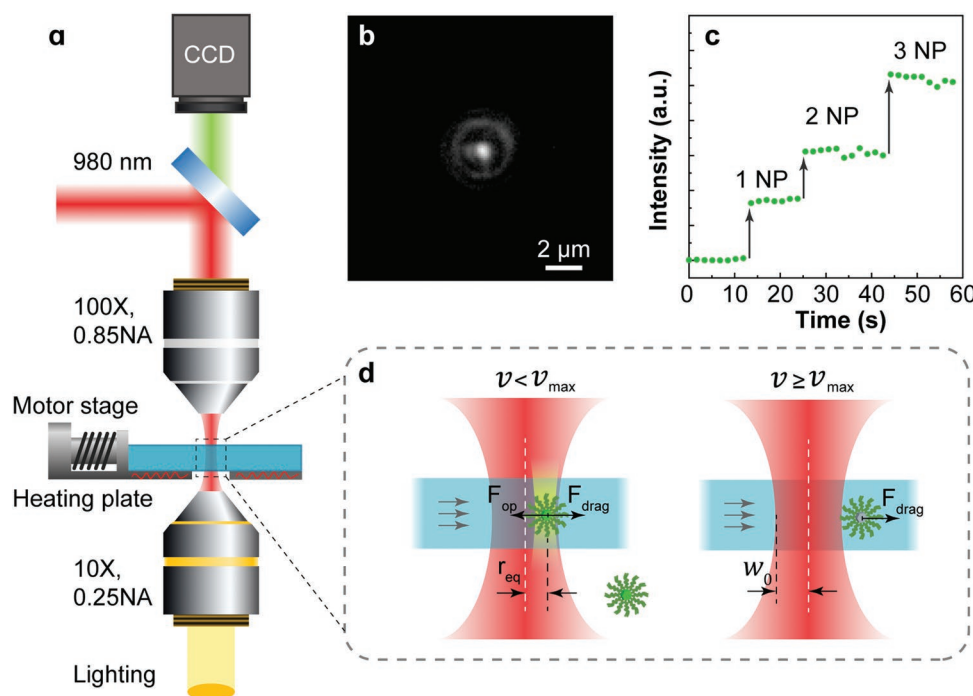 a
CCD
980 nm
100X,
0.85NA
Motor stage
Heating plate
10X,
0.25NA
Lighting
b
2 μm
c
Intensity (a.u.)
1 NP
2 NP
3 NP
0 10 20 30 40 50 60
Time (s)
d
v < vmax
v ≥ vmax
Fop
Fdrag
req
Fdrag
w0